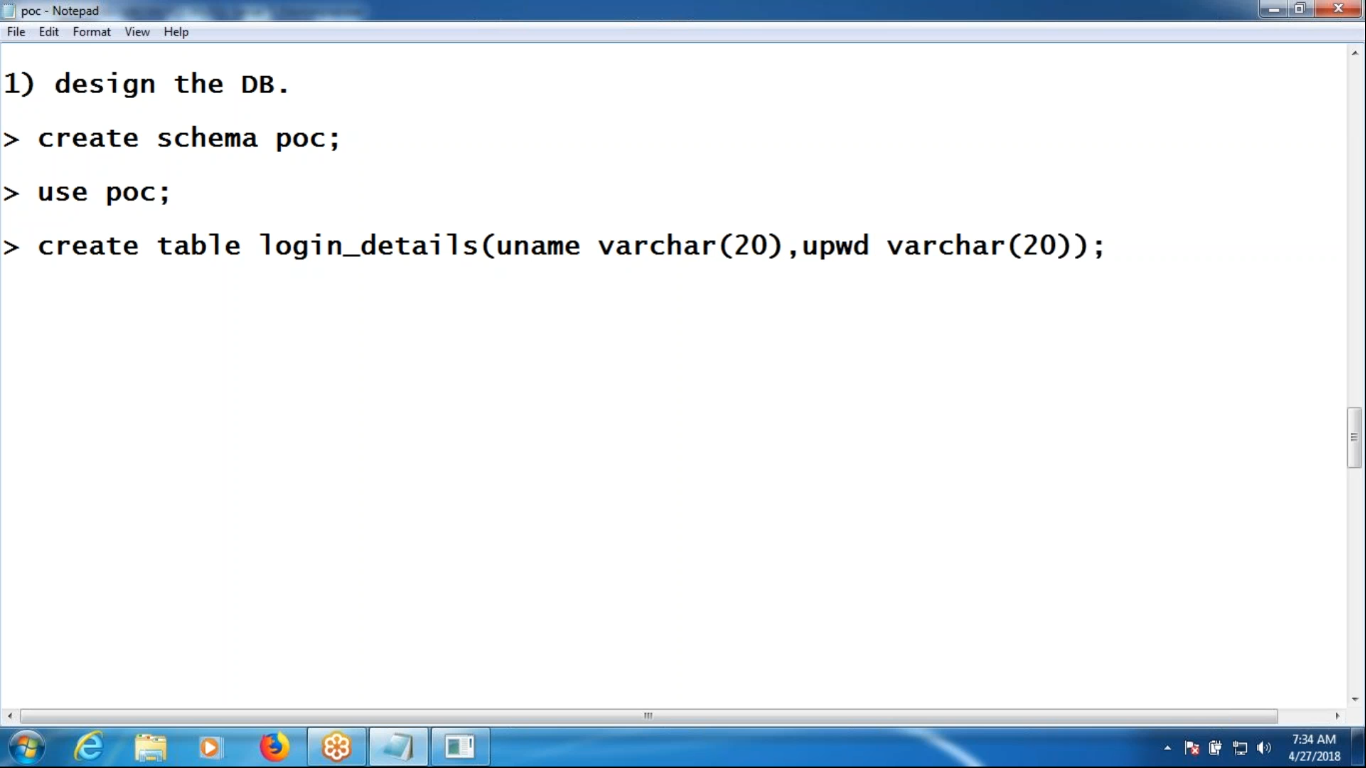 poc - Notepad
File Edit Format View Help
1) design the DB.
> create schema poc;
> use poc;
> create table login_details(uname varchar(20),upwd varchar(20));
7:34 AM
4/27/2018